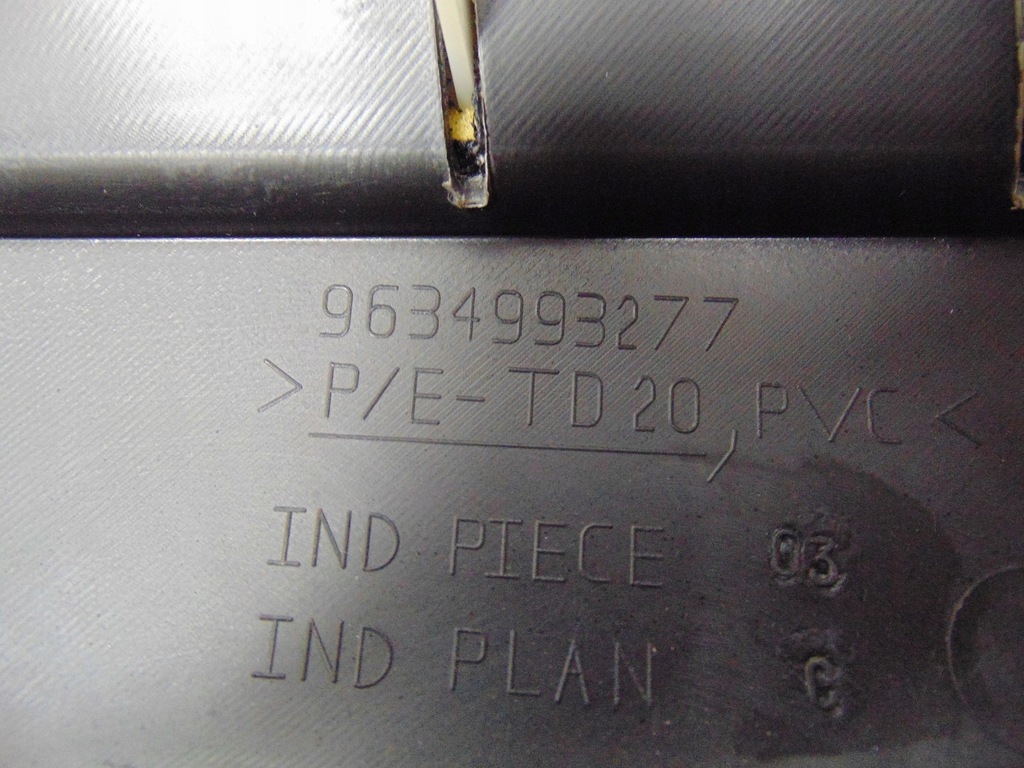 9634993277
>P/E-TD20,PVC<
IND PIECE 03
IND PLAN C